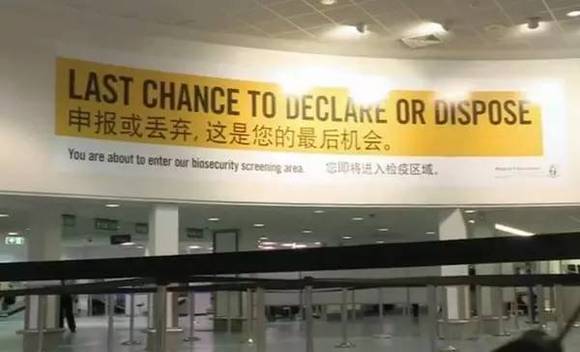 LAST CHANCE TO DECLARE OR DISPOSE
申报或丢弃, 这是您的最后机会。
You are about to enter our biosecurity screening area. 您即将进入检疫区域。